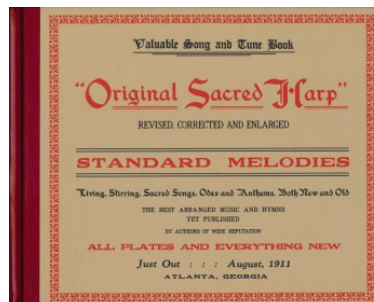 Valuable Song and Tune Book
"Original Sacred Harp"
REVISED, CORRECTED AND ENLARGED
STANDARD MELODIES
Living, Stirring, Sacred Songs, Odes and Anthems, Both New and Old
THE BEST ARRANGED MUSIC AND HYMNS
YET PUBLISHED
BY AUTHORS OF WIDE REPUTATION
ALL PLATES AND EVERYTHING NEW
Just Out : : : August, 1911
ATLANTA, GEORGIA